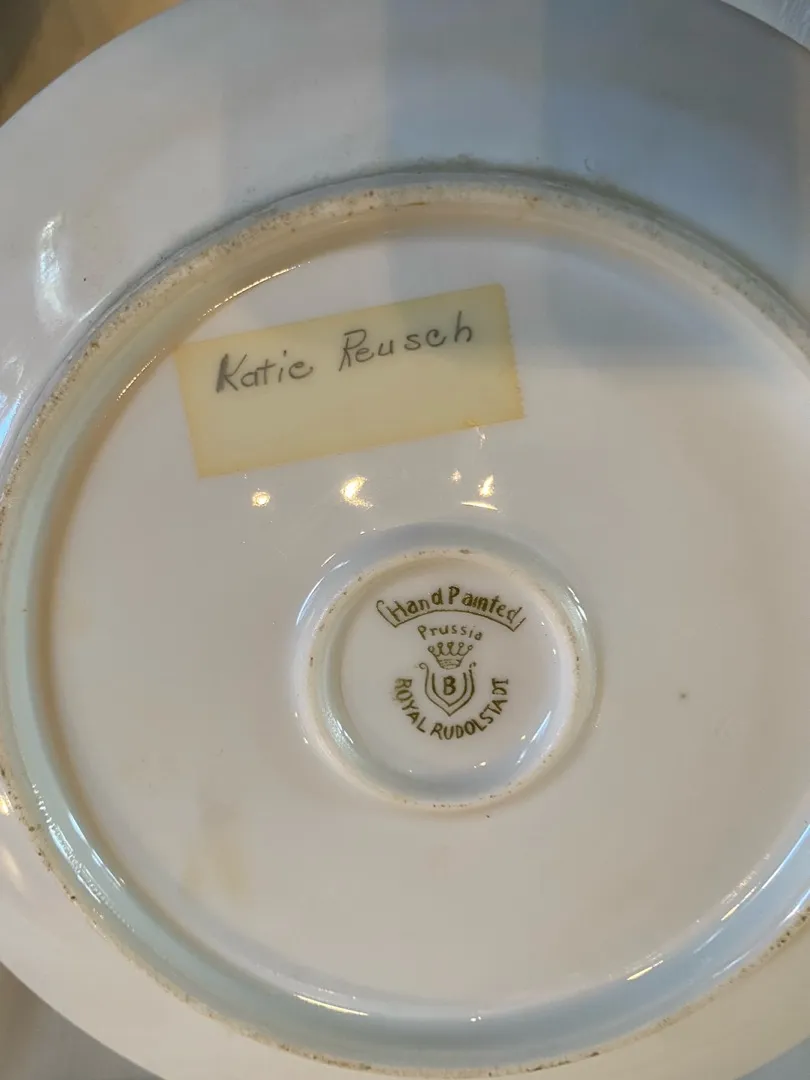 Katie Reusch
Hand Painted
Prussia
B
ROYAL RUDOLSTADT